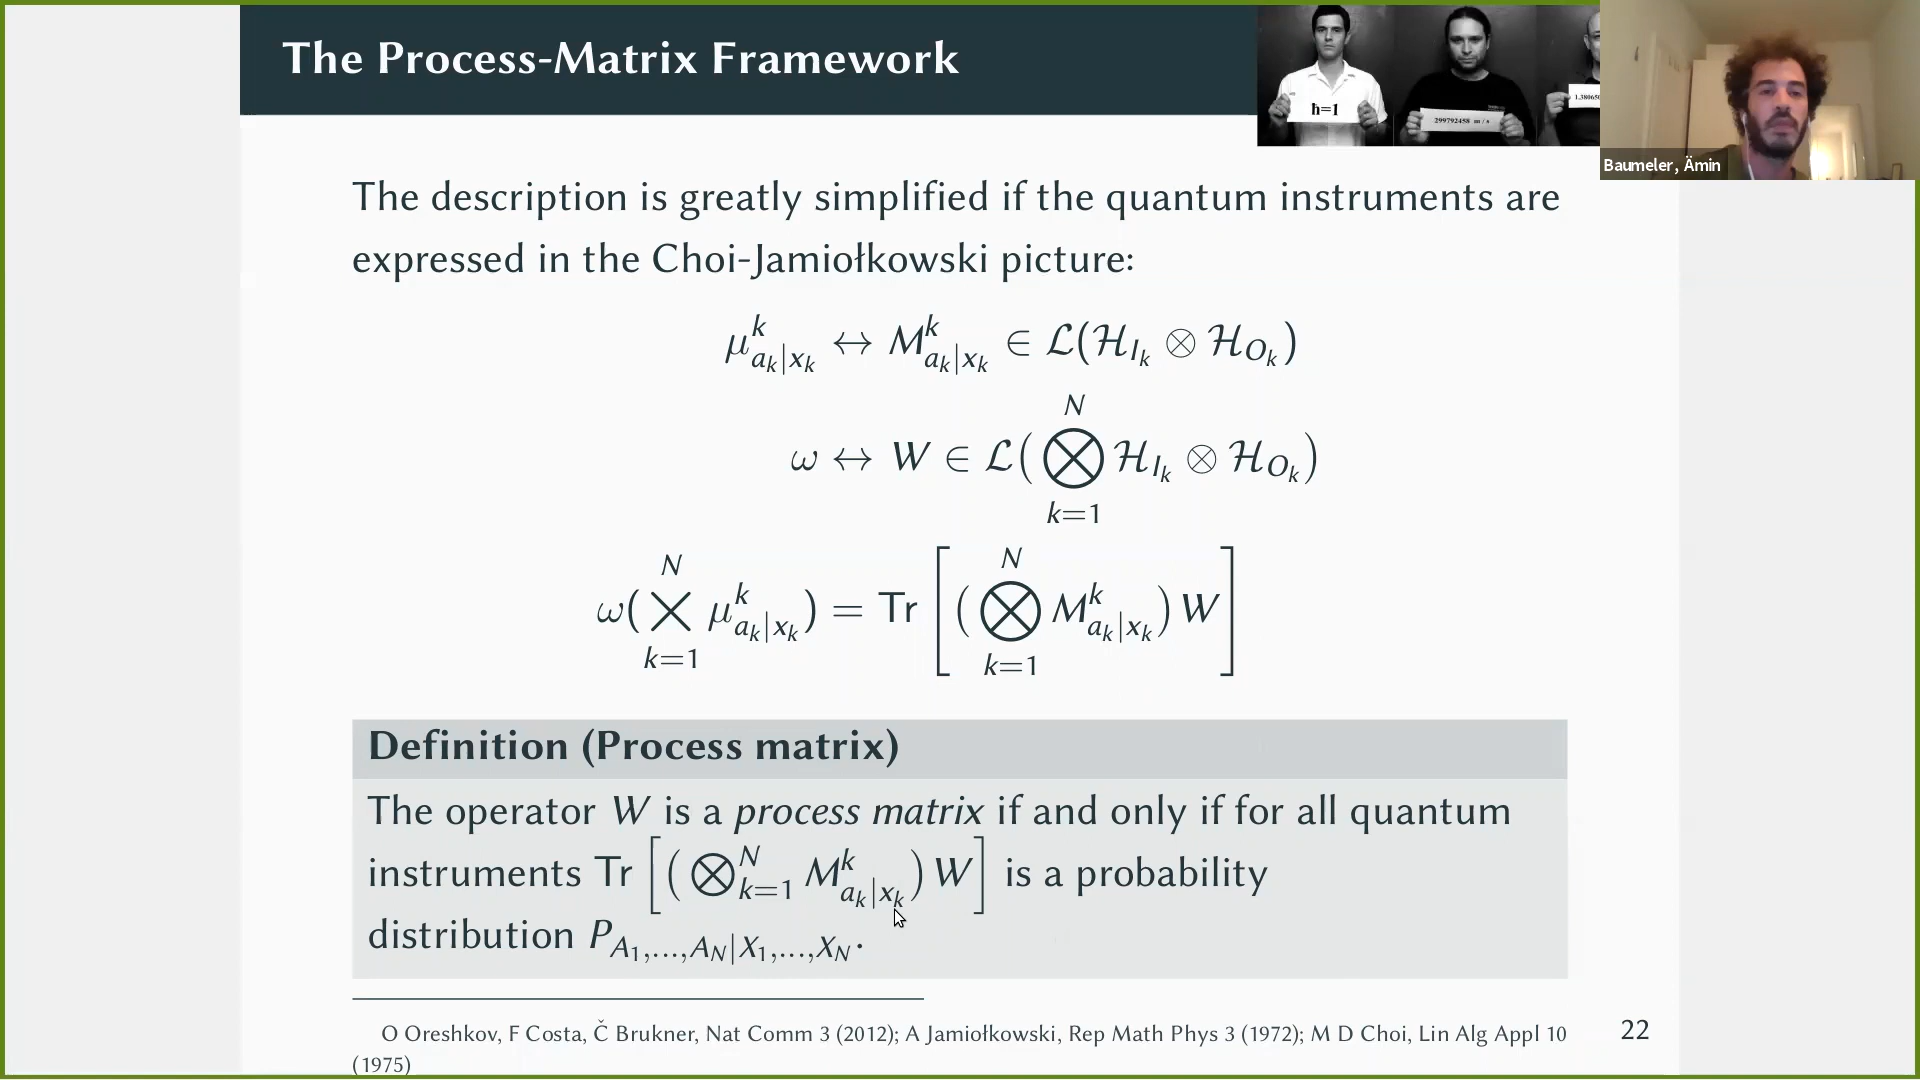 The Process-Matrix Framework
ħ=1
299792458 m / s
Baumeler, Ämin
The description is greatly simplified if the quantum instruments are
expressed in the Choi-Jamiołkowski picture:
μ^k_{a_k|x_k} ↔ M^k_{a_k|x_k} ∈ ℒ(ℋ_{I_k} ⊗ ℋ_{O_k})
ω ↔ W ∈ ℒ( ⨂_{k=1}^N ℋ_{I_k} ⊗ ℋ_{O_k})
ω( ⨉_{k=1}^N μ^k_{a_k|x_k}) = Tr [( ⨂_{k=1}^N M^k_{a_k|x_k}) W]
Definition (Process matrix)
The operator W is a process matrix if and only if for all quantum
instruments Tr [( ⨂_{k=1}^N M^k_{a_k|x_k}) W] is a probability
distribution P_{A_1,...,A_N|X_1,...,X_N}.
O Oreshkov, F Costa, Č Brukner, Nat Comm 3 (2012); A Jamiołkowski, Rep Math Phys 3 (1972); M D Choi, Lin Alg Appl 10
(1975)
22